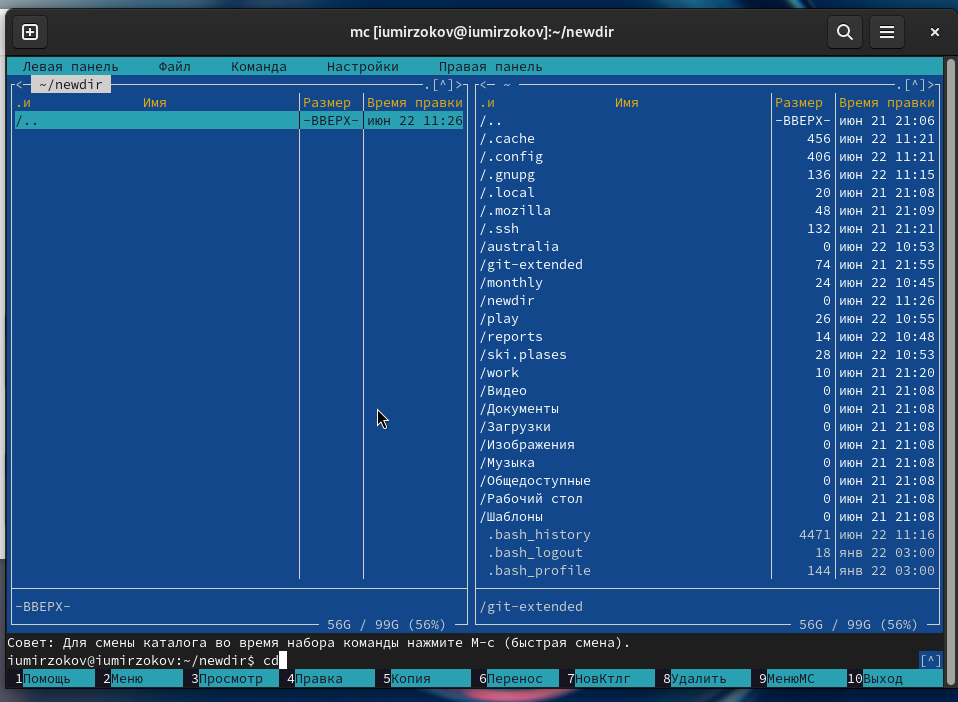 mc [iumirzokov@iumirzokov]:~/newdir
Левая панель Файл Команда Настройки Правая панель
<─ ~/newdir .[^]>
.и Имя Размер Время правки
/.. -ВВЕРХ- июн 22 11:26
-ВВЕРХ-
56G / 99G (56%)
<─ ~ .[^]>
.и Имя Размер Время правки
/.. -ВВЕРХ- июн 21 21:06
/.cache 456 июн 22 11:21
/.config 406 июн 22 11:21
/.gnupg 136 июн 22 11:15
/.local 20 июн 21 21:08
/.mozilla 48 июн 21 21:09
/.ssh 132 июн 21 21:21
/australia 0 июн 22 10:53
/git-extended 74 июн 21 21:55
/monthly 24 июн 22 10:45
/newdir 0 июн 22 11:26
/play 26 июн 22 10:55
/reports 14 июн 22 10:48
/ski.plases 28 июн 22 10:53
/work 10 июн 21 21:20
/Видео 0 июн 21 21:08
/Документы 0 июн 21 21:08
/Загрузки 0 июн 21 21:08
/Изображения 0 июн 21 21:08
/Музыка 0 июн 21 21:08
/Общедоступные 0 июн 21 21:08
/Рабочий стол 0 июн 21 21:08
/Шаблоны 0 июн 21 21:08
.bash_history 4471 июн 22 11:16
.bash_logout 18 янв 22 03:00
.bash_profile 144 янв 22 03:00
/git-extended
56G / 99G (56%)
Совет: Для смены каталога во время набора команды нажмите M-c (быстрая смена).
iumirzokov@iumirzokov:~/newdir$ cd [^]
1Помощь 2Меню 3Просмотр 4Правка 5Копия 6Перенос 7НовКтлг 8Удалить 9МенюMC 10Выход